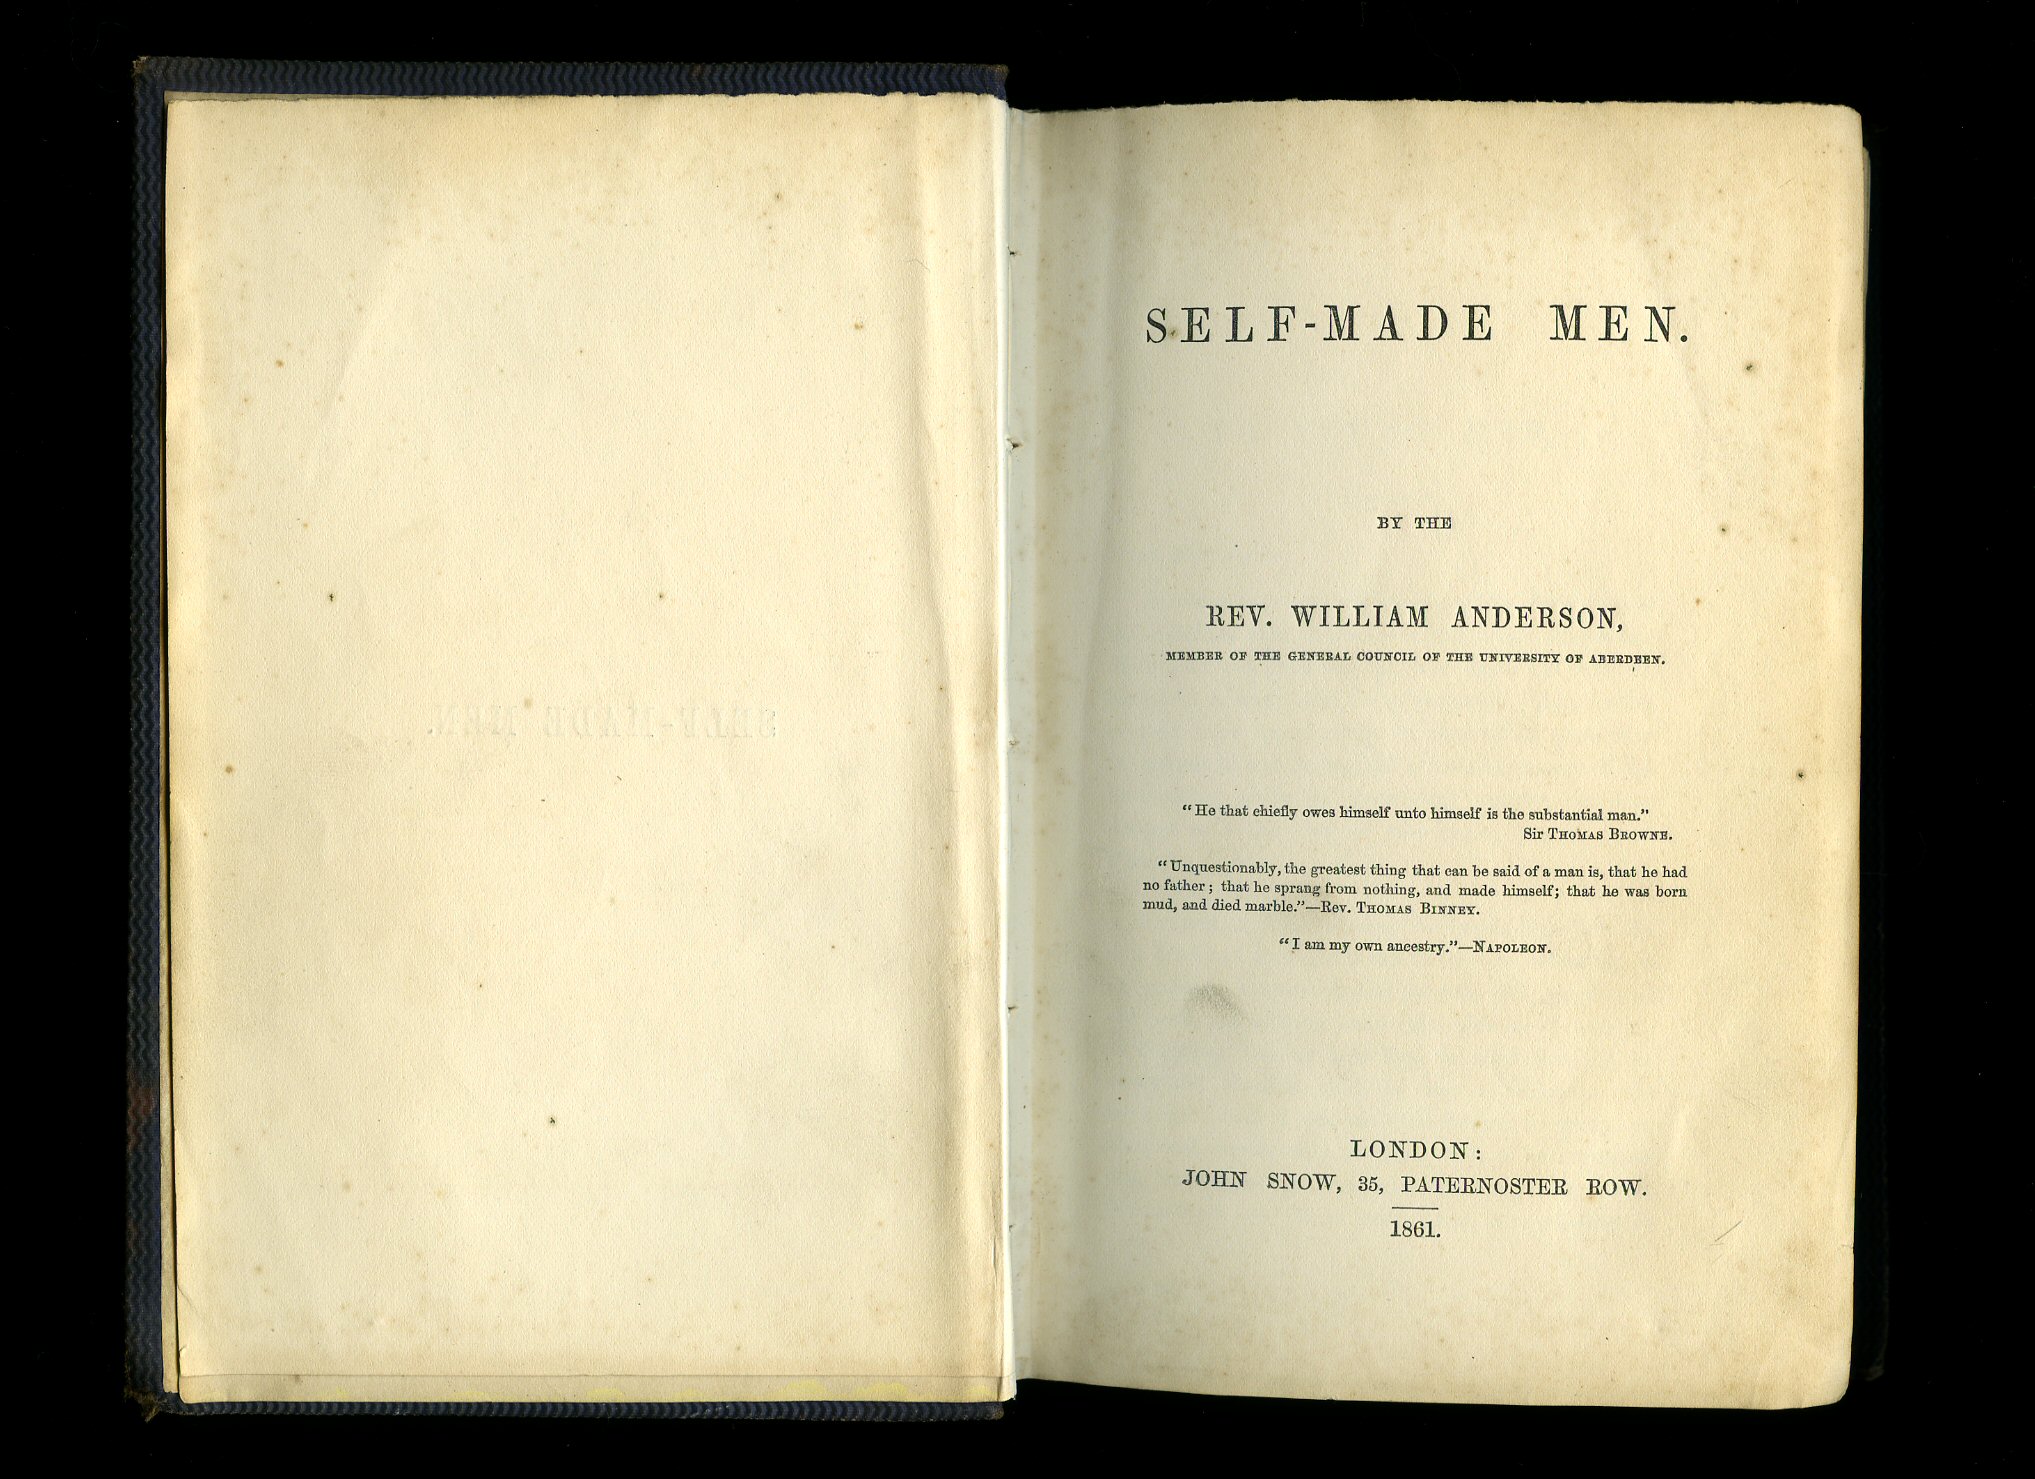 SELF-MADE MEN.
SELF-MADE MEN.
BY THE
REV. WILLIAM ANDERSON,
MEMBER OF THE GENERAL COUNCIL OF THE UNIVERSITY OF ABERDEEN.
“He that chiefly owes himself unto himself is the substantial man.”
Sir THOMAS BROWNE.
“Unquestionably, the greatest thing that can be said of a man is, that he had
no father; that he sprang from nothing, and made himself; that he was born
mud, and died marble.”—Rev. THOMAS BINNEY.
“I am my own ancestry.”—NAPOLEON.
LONDON:
JOHN SNOW, 35, PATERNOSTER ROW.
1861.